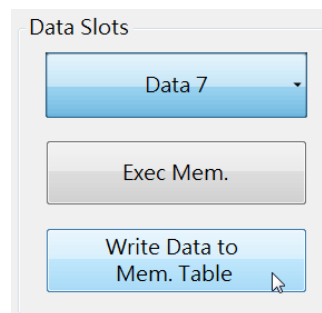 Data Slots
Data 7
Exec Mem.
Write Data to
Mem. Table